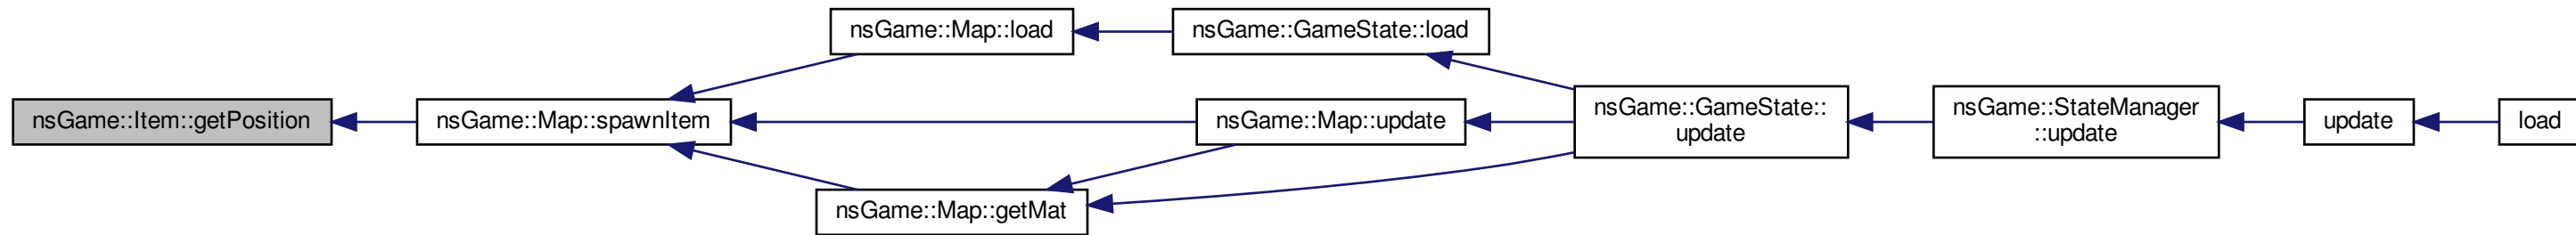 nsGame::Item::getPosition
nsGame::Map::spawnItem
nsGame::Map::load
nsGame::GameState::load
nsGame::Map::update
nsGame::Map::getMat
nsGame::GameState::
update
nsGame::StateManager
::update
update
load